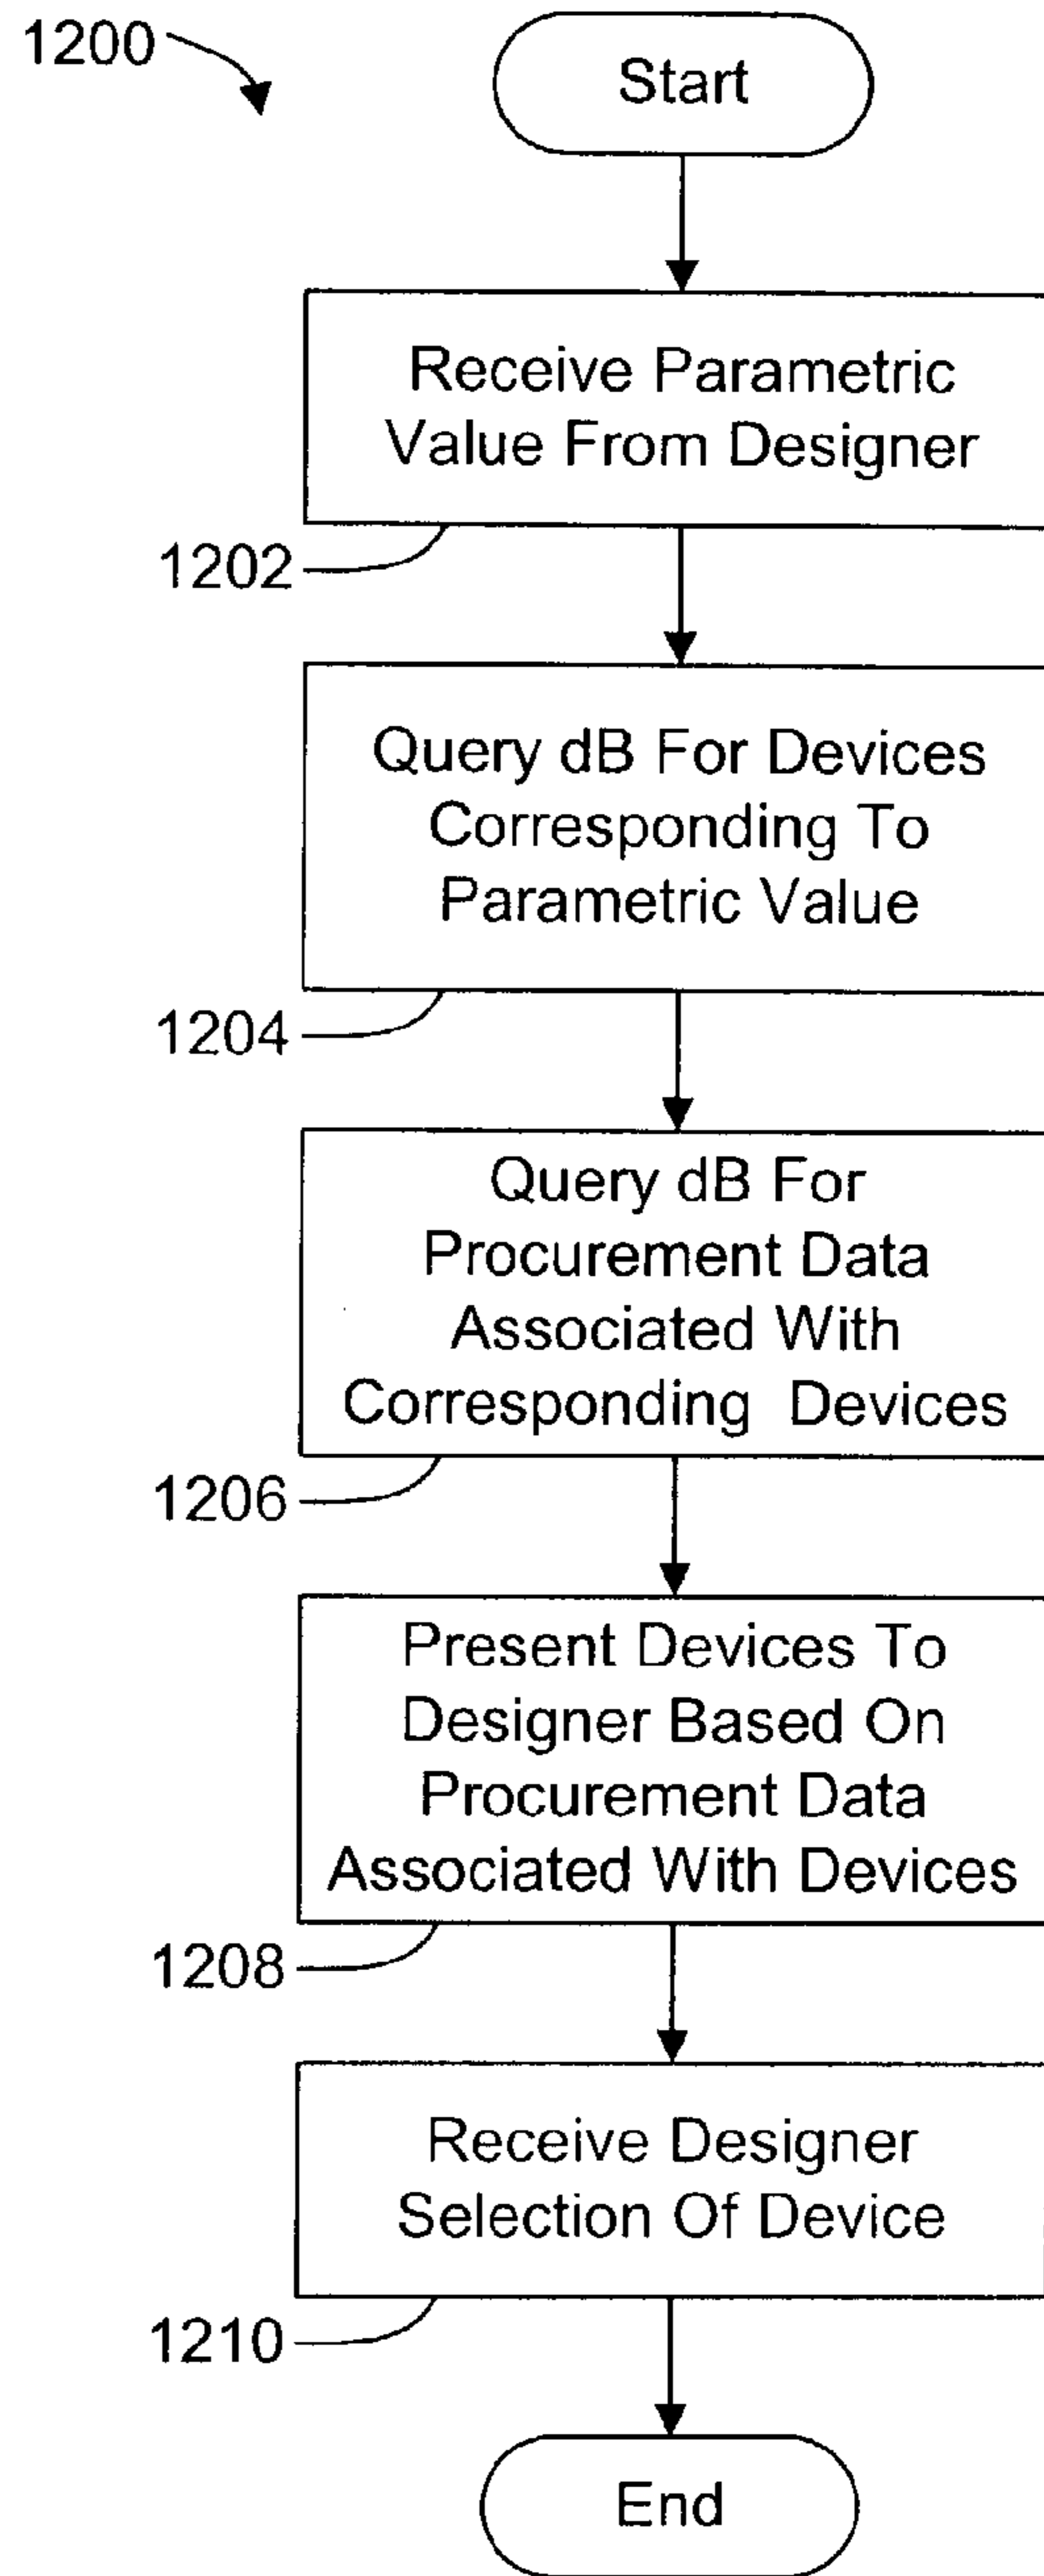 1200
Start
Receive Parametric
Value From Designer
1202
Query dB For Devices
Corresponding To
Parametric Value
1204
Query dB For
Procurement Data
Associated With
Corresponding Devices
1206
Present Devices To
Designer Based On
Procurement Data
Associated With Devices
1208
Receive Designer
Selection Of Device
1210
End